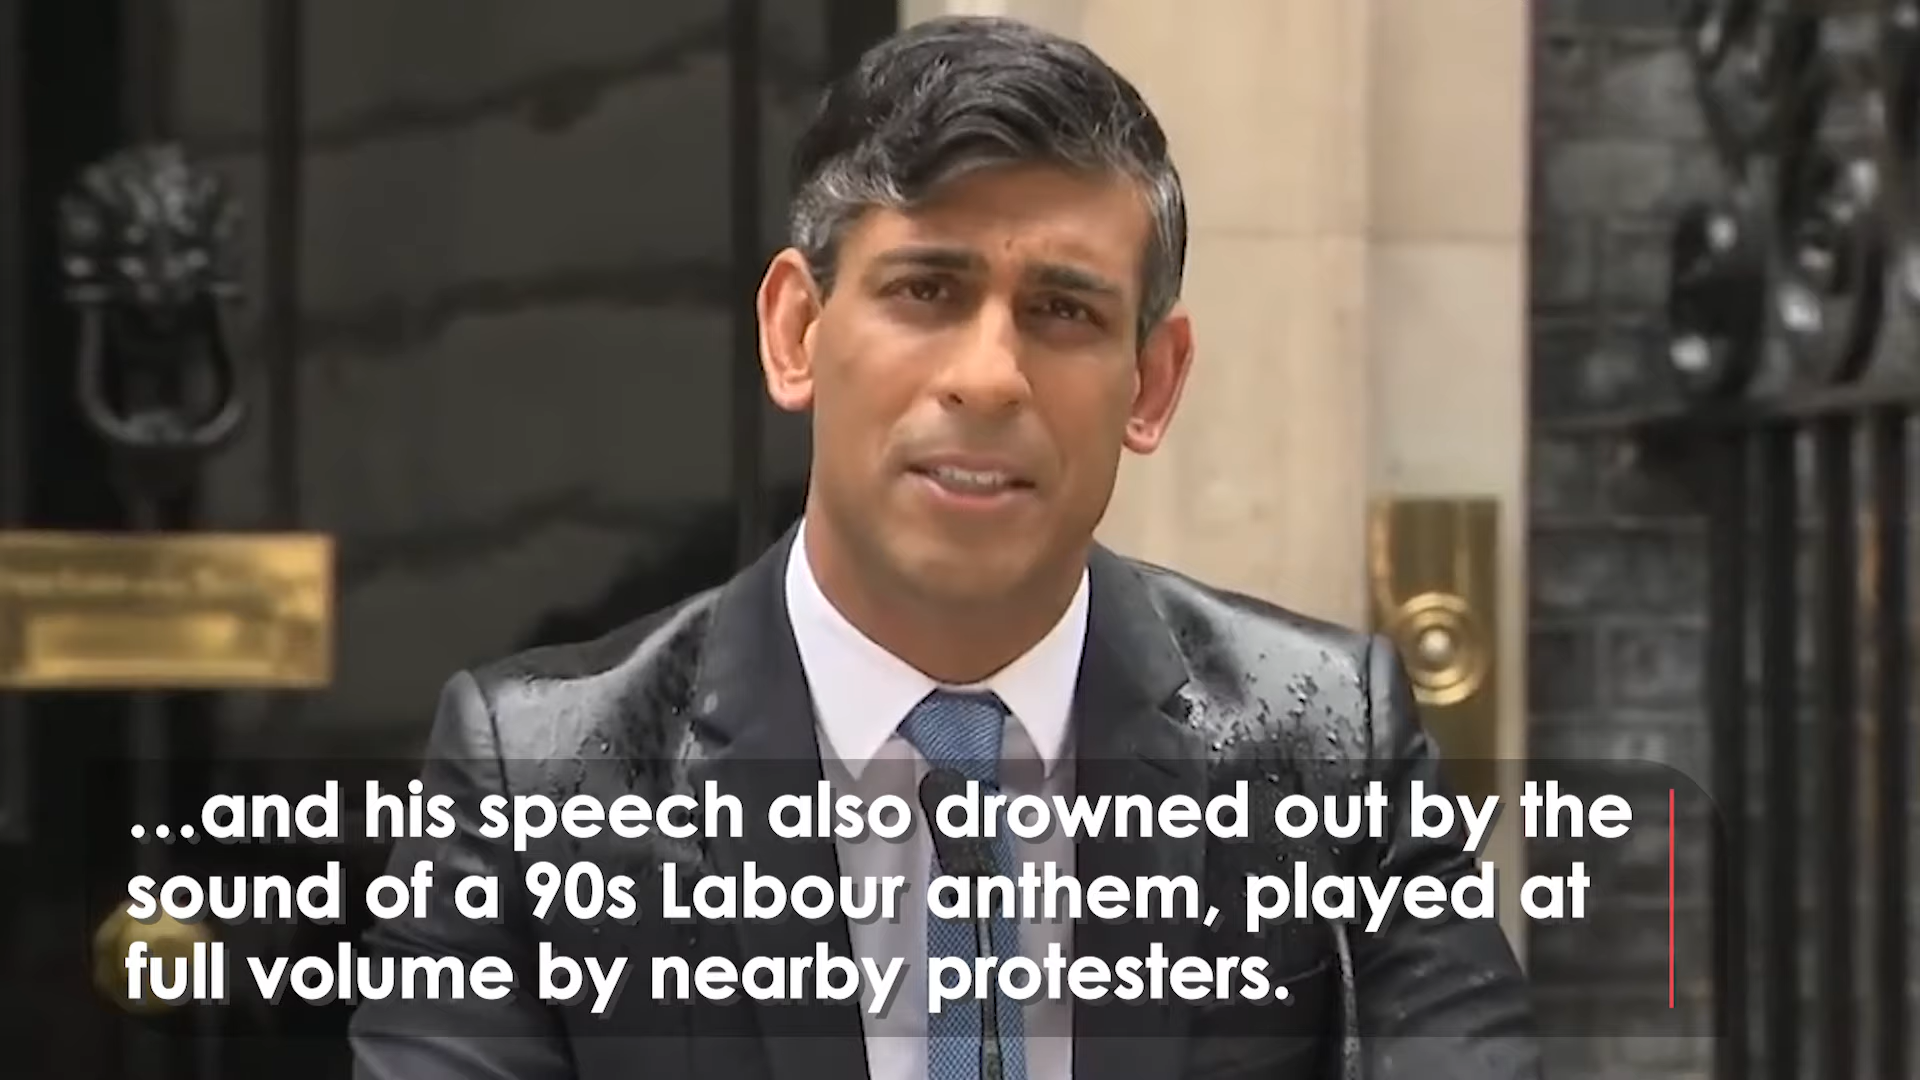 ...and his speech also drowned out by the
sound of a 90s Labour anthem, played at
full volume by nearby protesters.